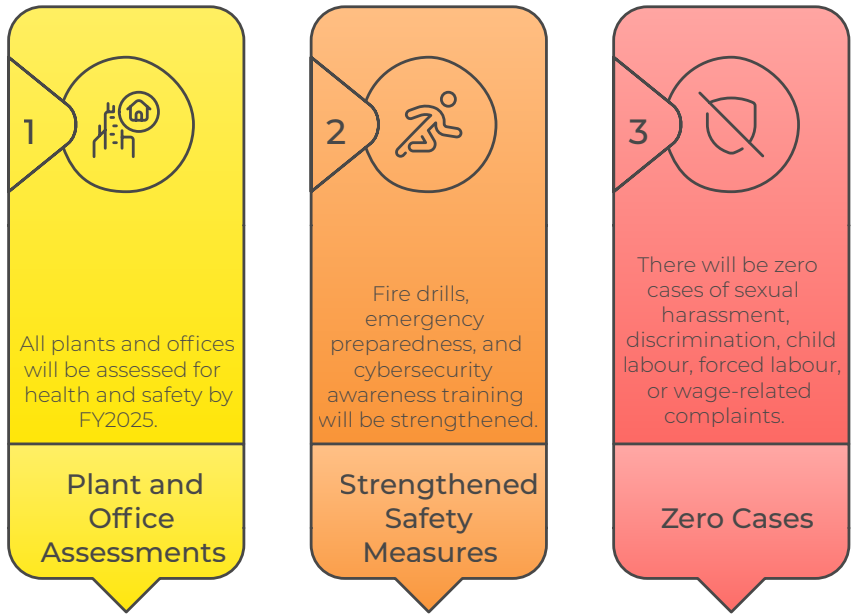 1
All plants and offices
will be assessed for
health and safety by
FY2025.
Plant and
Office
Assessments
2
Fire drills,
emergency
preparedness, and
cybersecurity
awareness training
will be strengthened.
Strengthened
Safety
Measures
3
There will be zero
cases of sexual
harassment,
discrimination, child
labour, forced labour,
or wage-related
complaints.
Zero Cases